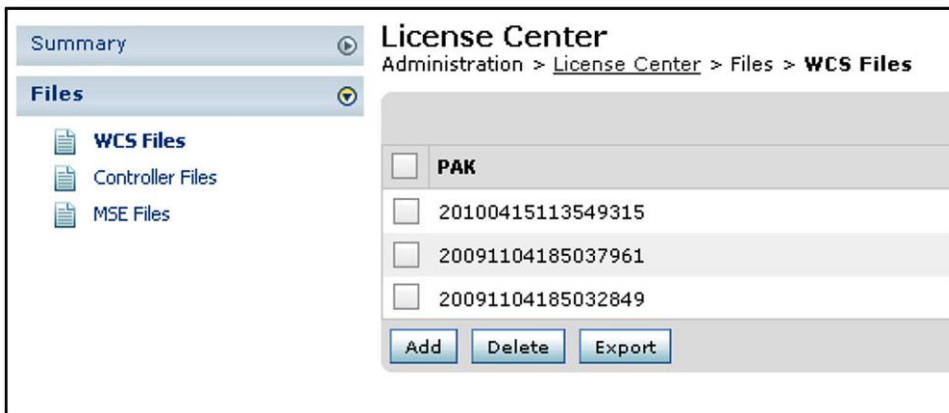 Summary
Files
WCS Files
Controller Files
MSE Files
License Center
Administration > License Center > Files > WCS Files
PAK
20100415113549315
20091104185037961
20091104185032849
Add Delete Export